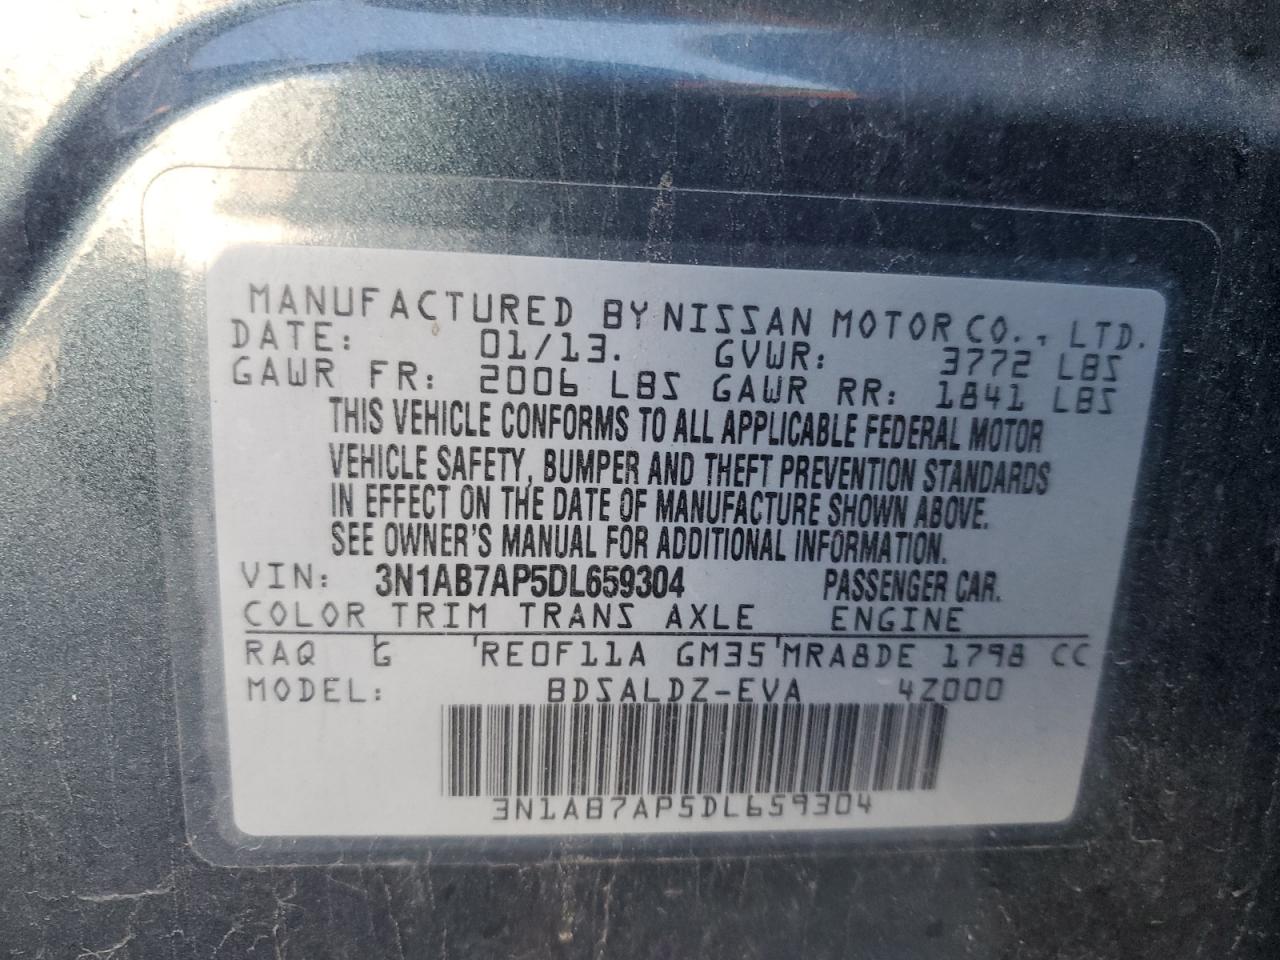 MANUFACTURED BY NISSAN MOTOR CO., LTD.
DATE: 01/13. GVWR: 3772 LBS
GAWR FR: 2006 LBS GAWR RR: 1841 LBS
THIS VEHICLE CONFORMS TO ALL APPLICABLE FEDERAL MOTOR
VEHICLE SAFETY, BUMPER AND THEFT PREVENTION STANDARDS
IN EFFECT ON THE DATE OF MANUFACTURE SHOWN ABOVE.
SEE OWNER'S MANUAL FOR ADDITIONAL INFORMATION.
VIN: 3N1AB7AP5DL659304 PASSENGER CAR.
COLOR TRIM TRANS AXLE ENGINE
RAQ G 'RE0F11A GM35'MRA8DE 1798 CC
MODEL: BDSALDZ-EVA 4Z000
3N1AB7AP5DL659304